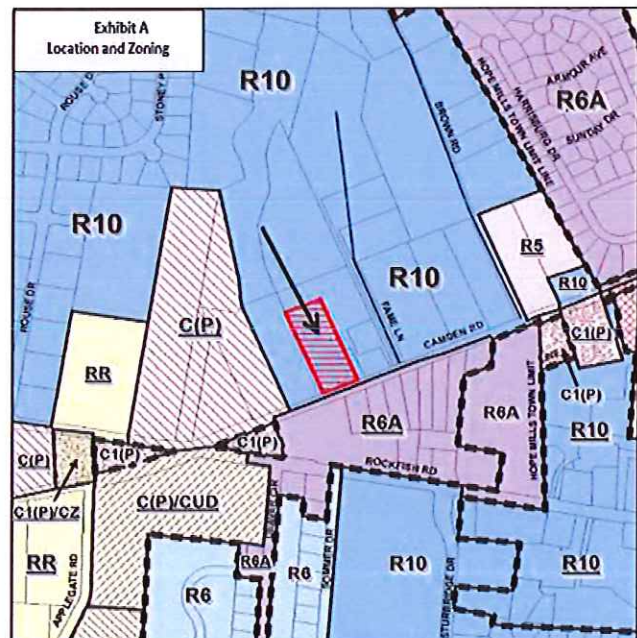 Exhibit A
Location and Zoning
ROUSE DR
STONEY P
R10
BROWN RD
HOPE MILLS TOWN LIMIT LINE
HARRISBURG DR
ARMOUR AVE
SUNDAY DR
R6A
R10
ROUSE DR
C(P)
R10
FAME LN
CAMDEN RD
R5
R10
C1(P)
RR
C1(P)
R6A
R6A
HOPE MILLS TOWN LIMIT
C1(P)
R10
C(P)
C1(P)
ROCKFISH RD
C1(P)/CZ
C(P)/CUD
RR
APPLEGATE RD
R6A
R6
R6
SUMMER DR
R10
STURBRIDGE DR
R10